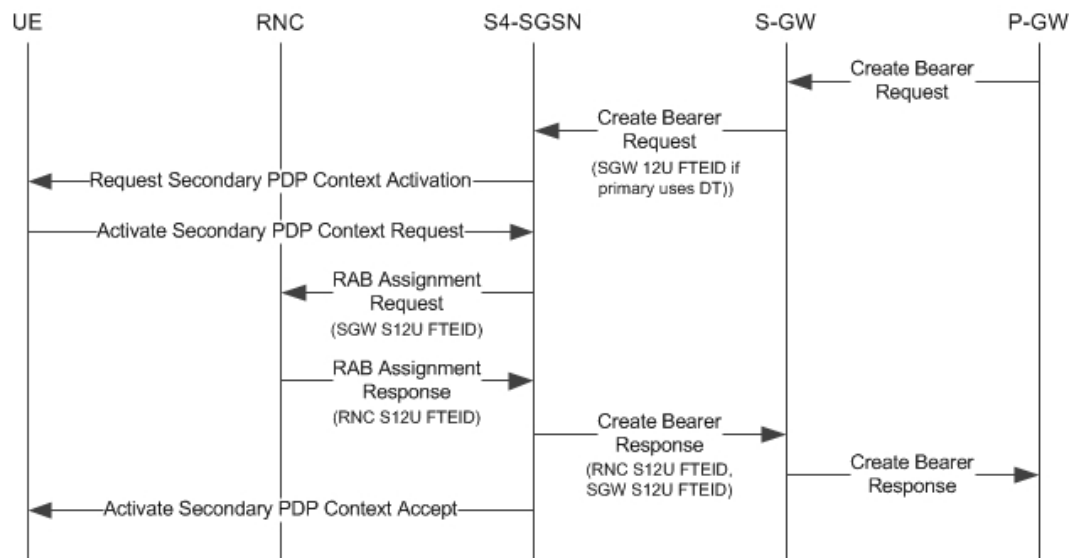 UE
RNC
S4-SGSN
S-GW
P-GW
Create Bearer
Request
Create Bearer
Request
(SGW 12U FTEID if
primary uses DT))
Request Secondary PDP Context Activation
Activate Secondary PDP Context Request
RAB Assignment
Request
(SGW S12U FTEID)
RAB Assignment
Response
(RNC S12U FTEID)
Create Bearer
Response
(RNC S12U FTEID,
SGW S12U FTEID)
Create Bearer
Response
Activate Secondary PDP Context Accept